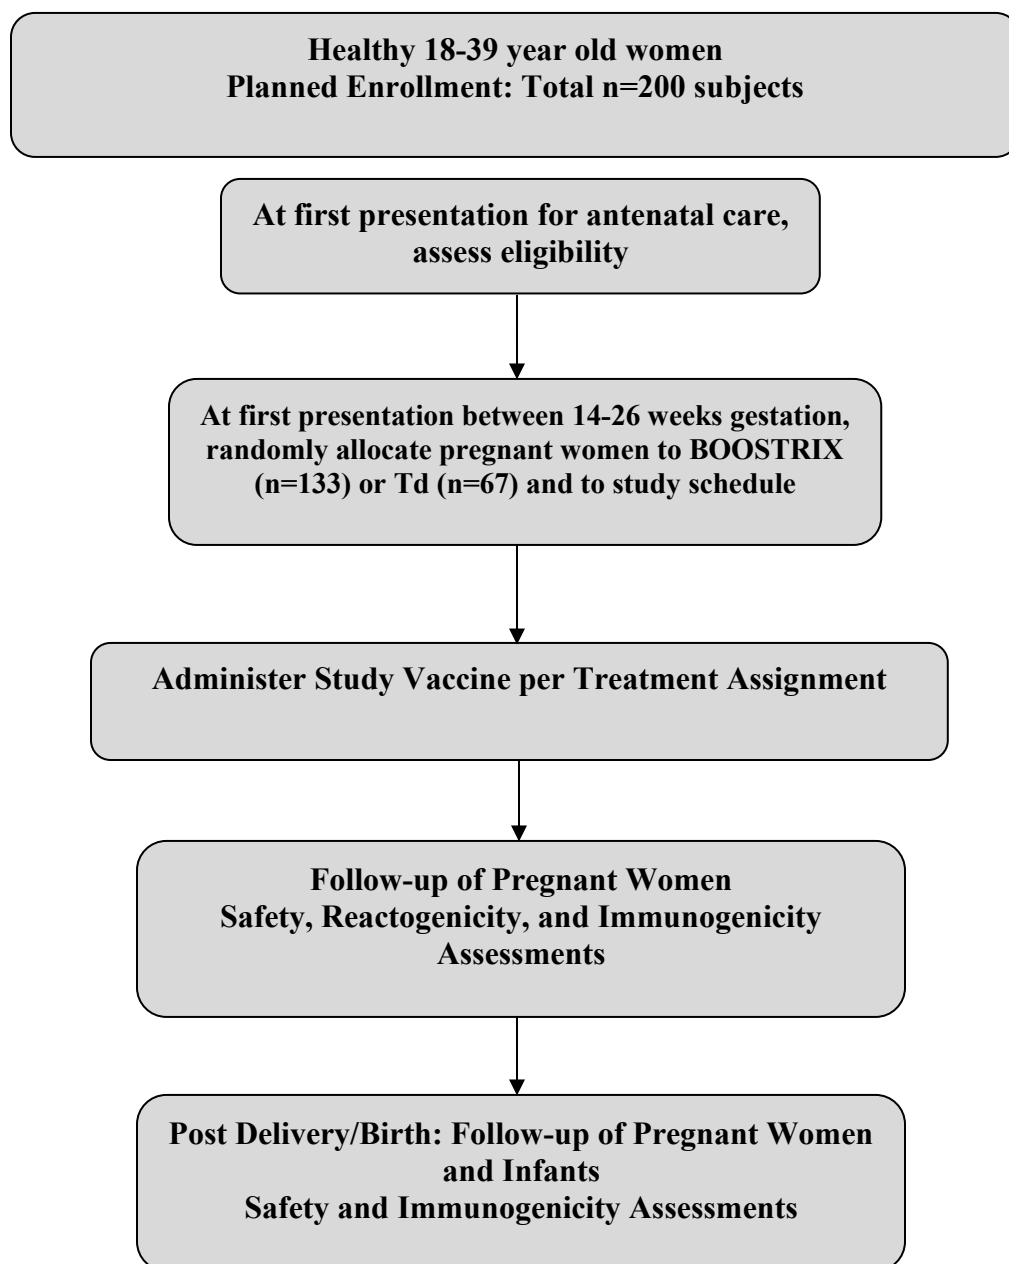 Healthy 18-39 year old women
Planned Enrollment: Total n=200 subjects
At first presentation for antenatal care,
assess eligibility
At first presentation between 14-26 weeks gestation,
randomly allocate pregnant women to BOOSTRIX
(n=133) or Td (n=67) and to study schedule
Administer Study Vaccine per Treatment Assignment
Follow-up of Pregnant Women
Safety, Reactogenicity, and Immunogenicity
Assessments
Post Delivery/Birth: Follow-up of Pregnant Women
and Infants
Safety and Immunogenicity Assessments